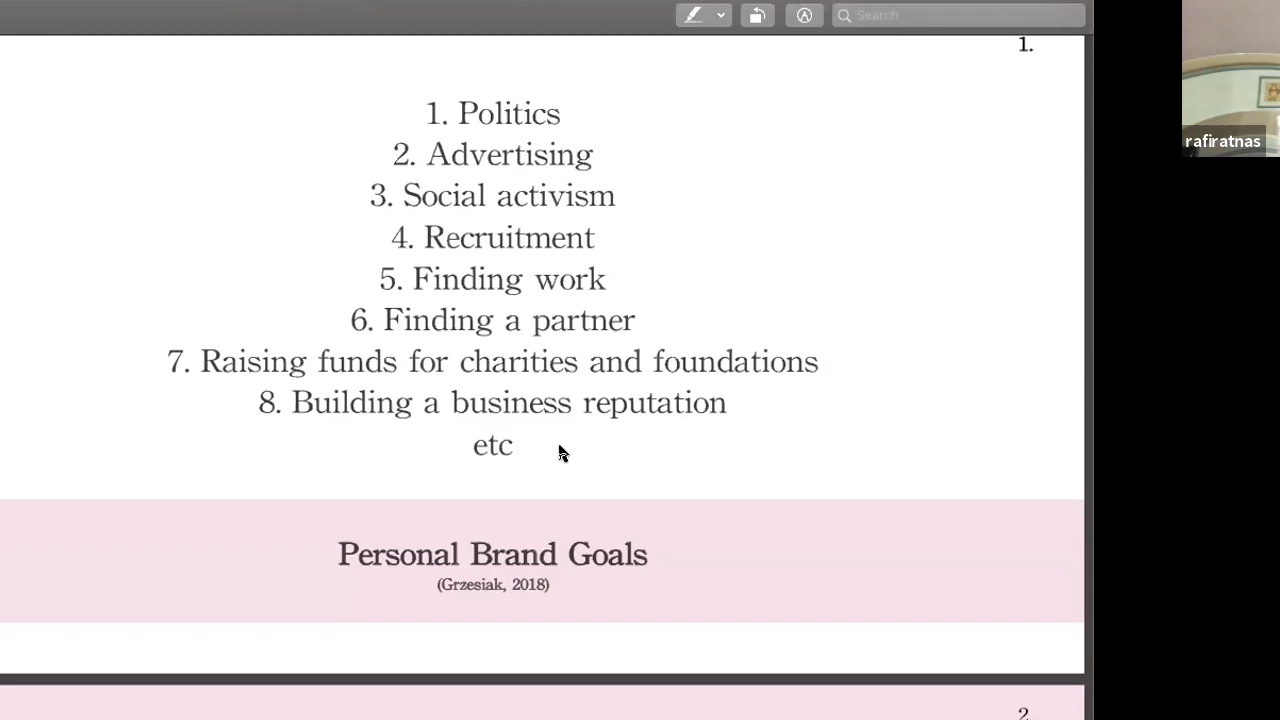 Search
1.
1. Politics
2. Advertising
3. Social activism
4. Recruitment
5. Finding work
6. Finding a partner
7. Raising funds for charities and foundations
8. Building a business reputation
etc
Personal Brand Goals
(Grzesiak, 2018)
2
rafiratnas